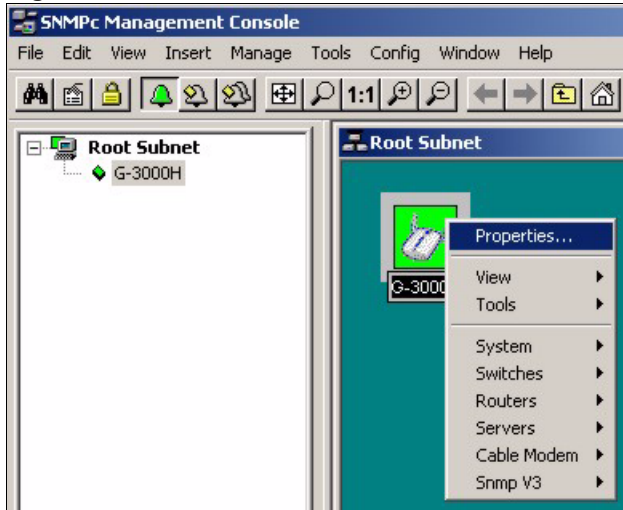 SNMPc Management Console
File Edit View Insert Manage Tools Config Window Help
1:1
Root Subnet
G-3000H
Root Subnet
G-3000
Properties...
View
Tools
System
Switches
Routers
Servers
Cable Modem
Snmp V3